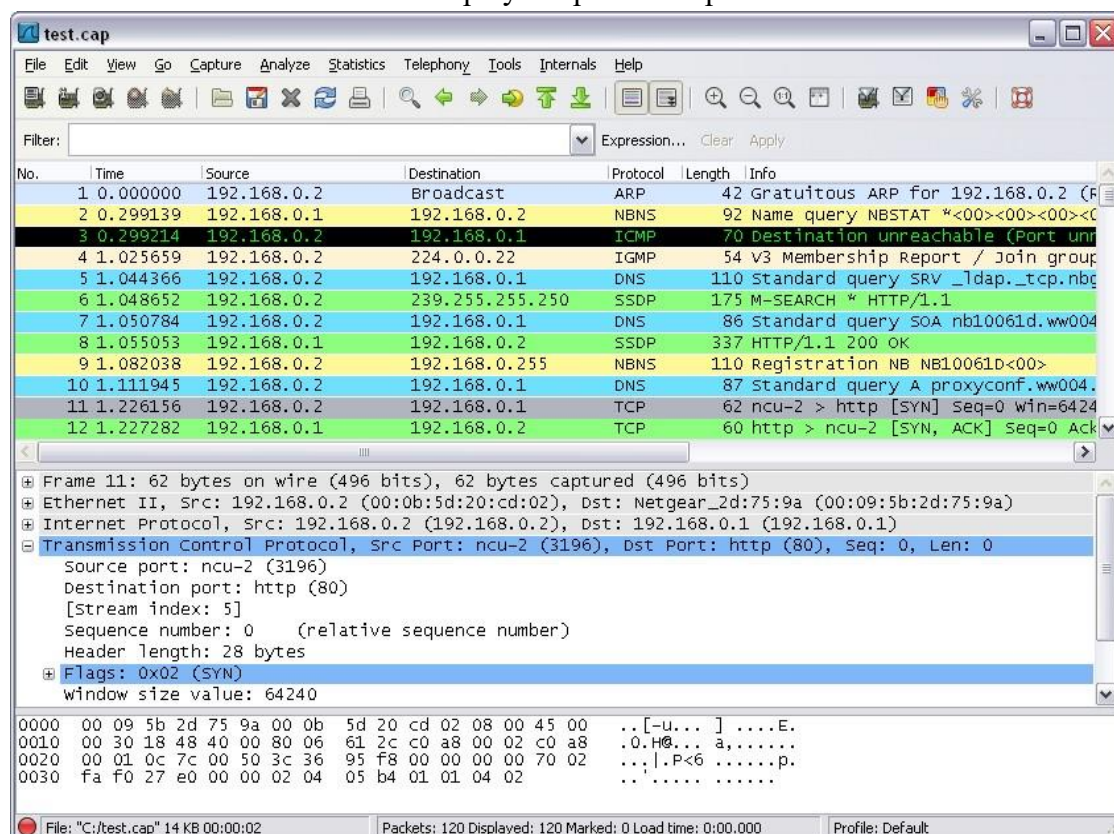 test.cap
File Edit View Go Capture Analyze Statistics Telephony Tools Internals Help
Filter: Expression... Clear Apply
No. Time Source Destination Protocol Length Info
1 0.000000 192.168.0.2 Broadcast ARP 42 Gratuitous ARP for 192.168.0.2 (R
2 0.299139 192.168.0.1 192.168.0.2 NBNS 92 Name query NBSTAT *<00><00><00><0
3 0.299214 192.168.0.2 192.168.0.1 ICMP 70 Destination unreachable (Port unr
4 1.025659 192.168.0.2 224.0.0.22 IGMP 54 V3 Membership Report / Join group
5 1.044366 192.168.0.2 192.168.0.1 DNS 110 Standard query SRV _ldap._tcp.nbg
6 1.048652 192.168.0.2 239.255.255.250 SSDP 175 M-SEARCH * HTTP/1.1
7 1.050784 192.168.0.2 192.168.0.1 DNS 86 Standard query SOA nb10061d.ww004
8 1.055053 192.168.0.1 192.168.0.2 SSDP 337 HTTP/1.1 200 OK
9 1.082038 192.168.0.2 192.168.0.255 NBNS 110 Registration NB NB10061D<00>
10 1.111945 192.168.0.2 192.168.0.1 DNS 87 Standard query A proxyconf.ww004.
11 1.226156 192.168.0.2 192.168.0.1 TCP 62 ncu-2 > http [SYN] Seq=0 Win=6424
12 1.227282 192.168.0.1 192.168.0.2 TCP 60 http > ncu-2 [SYN, ACK] Seq=0 Ack
Frame 11: 62 bytes on wire (496 bits), 62 bytes captured (496 bits)
Ethernet II, Src: 192.168.0.2 (00:0b:5d:20:cd:02), Dst: Netgear_2d:75:9a (00:09:5b:2d:75:9a)
Internet Protocol, Src: 192.168.0.2 (192.168.0.2), Dst: 192.168.0.1 (192.168.0.1)
Transmission Control Protocol, Src Port: ncu-2 (3196), Dst Port: http (80), Seq: 0, Len: 0
Source port: ncu-2 (3196)
Destination port: http (80)
[Stream index: 5]
Sequence number: 0 (relative sequence number)
Header length: 28 bytes
Flags: 0x02 (SYN)
Window size value: 64240
0000 00 09 5b 2d 75 9a 00 0b 5d 20 cd 02 08 00 45 00 ..[-u... ] ....E.
0010 00 30 18 48 40 00 80 06 61 2c c0 a8 00 02 c0 a8 .0.H@... a,......
0020 00 01 0c 7c 00 50 3c 36 95 f8 00 00 00 00 70 02 ...|.P<6 ......p.
0030 fa f0 27 e0 00 00 02 04 05 b4 01 01 04 02 ..'..... ......
File: "C:/test.cap" 14 KB 00:00:02 Packets: 120 Displayed: 120 Marked: 0 Load time: 0:00.000 Profile: Default